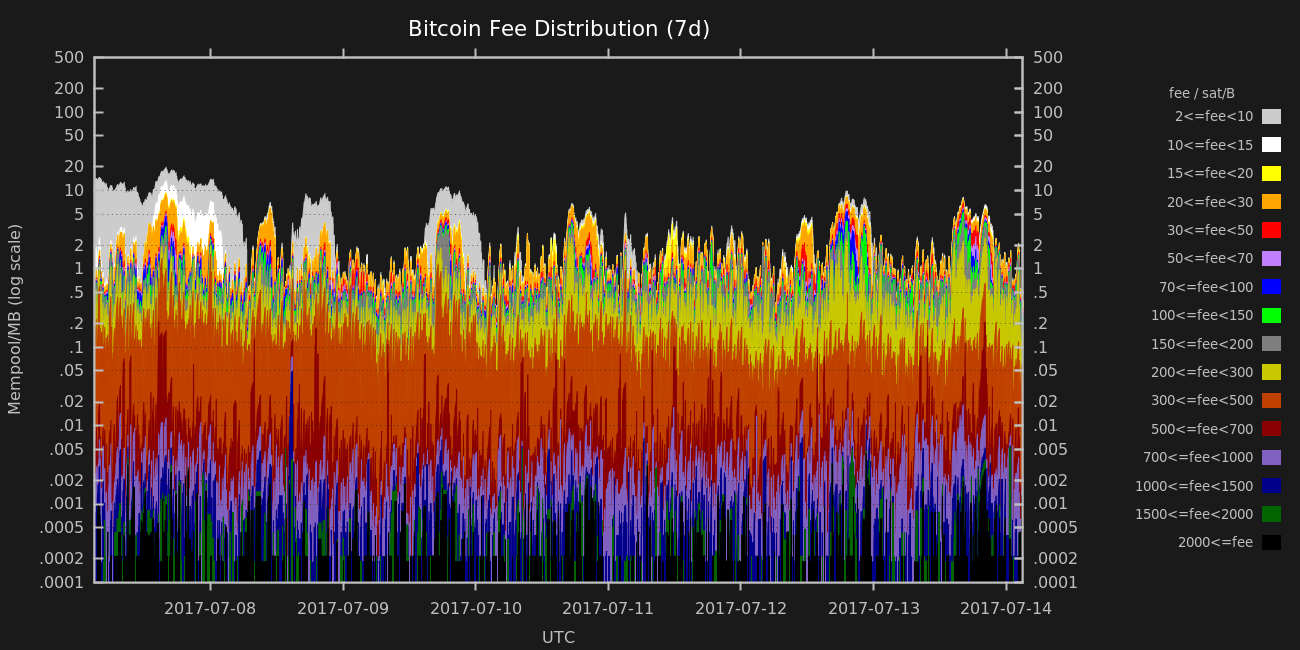 Bitcoin Fee Distribution (7d)
500
200
100
50
20
10
5
2
1
.5
.2
.1
.05
.02
.01
.005
.002
.001
.0005
.0002
.0001
Mempool/MB (log scale)
500
200
100
50
20
10
5
2
1
.5
.2
.1
.05
.02
.01
.005
.002
.001
.0005
.0002
.0001
2017-07-08 2017-07-09 2017-07-10 2017-07-11 2017-07-12 2017-07-13 2017-07-14
UTC
fee / sat/B
2<=fee<10
10<=fee<15
15<=fee<20
20<=fee<30
30<=fee<50
50<=fee<70
70<=fee<100
100<=fee<150
150<=fee<200
200<=fee<300
300<=fee<500
500<=fee<700
700<=fee<1000
1000<=fee<1500
1500<=fee<2000
2000<=fee